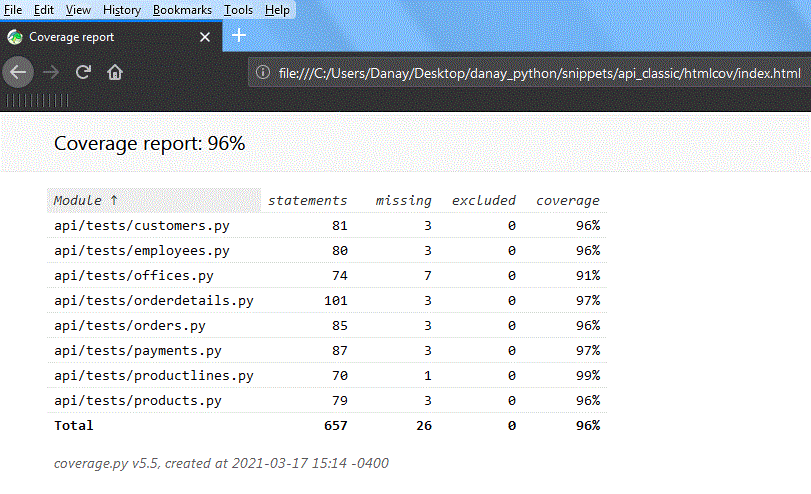 File Edit View History Bookmarks Tools Help
Coverage report
file:///C:/Users/Danay/Desktop/danay_python/snippets/api_classic/htmlcov/index.html
Coverage report: 96%
Module ↑ statements missing excluded coverage
api/tests/customers.py 81 3 0 96%
api/tests/employees.py 80 3 0 96%
api/tests/offices.py 74 7 0 91%
api/tests/orderdetails.py 101 3 0 97%
api/tests/orders.py 85 3 0 96%
api/tests/payments.py 87 3 0 97%
api/tests/productlines.py 70 1 0 99%
api/tests/products.py 79 3 0 96%
Total 657 26 0 96%
coverage.py v5.5, created at 2021-03-17 15:14 -0400